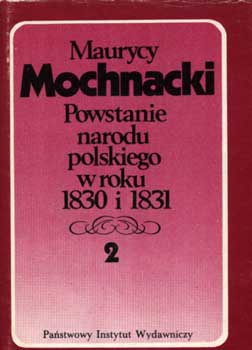 Maurycy
Mochnacki
Powstanie
narodu
polskiego
w roku
1830 i 1831
2
Państwowy Instytut Wydawniczy